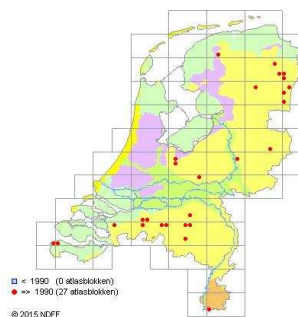 < 1990 (0 atlasblokken)
=> 1990 (27 atlasblokken)
© 2015 NDFF